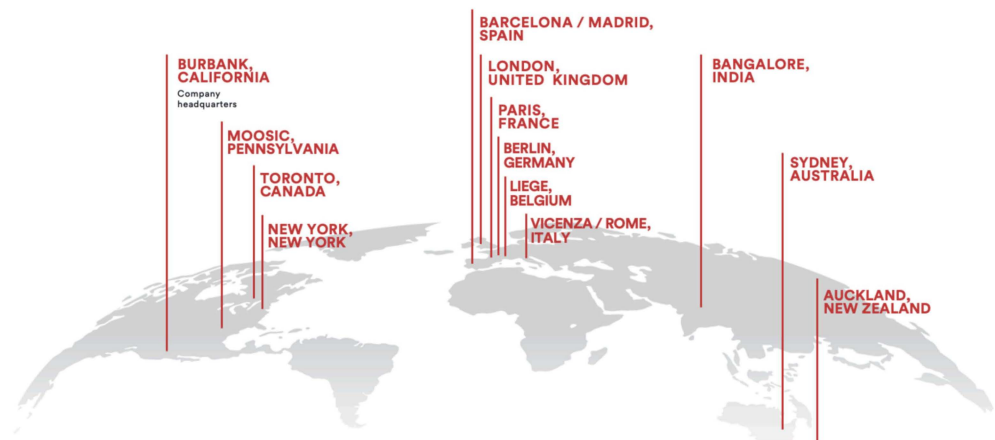 BURBANK,
CALIFORNIA
Company
headquarters
MOOSIC,
PENNSYLVANIA
TORONTO,
CANADA
NEW YORK,
NEW YORK
BARCELONA / MADRID,
SPAIN
LONDON,
UNITED KINGDOM
PARIS,
FRANCE
BERLIN,
GERMANY
LIEGE,
BELGIUM
VICENZA / ROME,
ITALY
BANGALORE,
INDIA
SYDNEY,
AUSTRALIA
AUCKLAND,
NEW ZEALAND